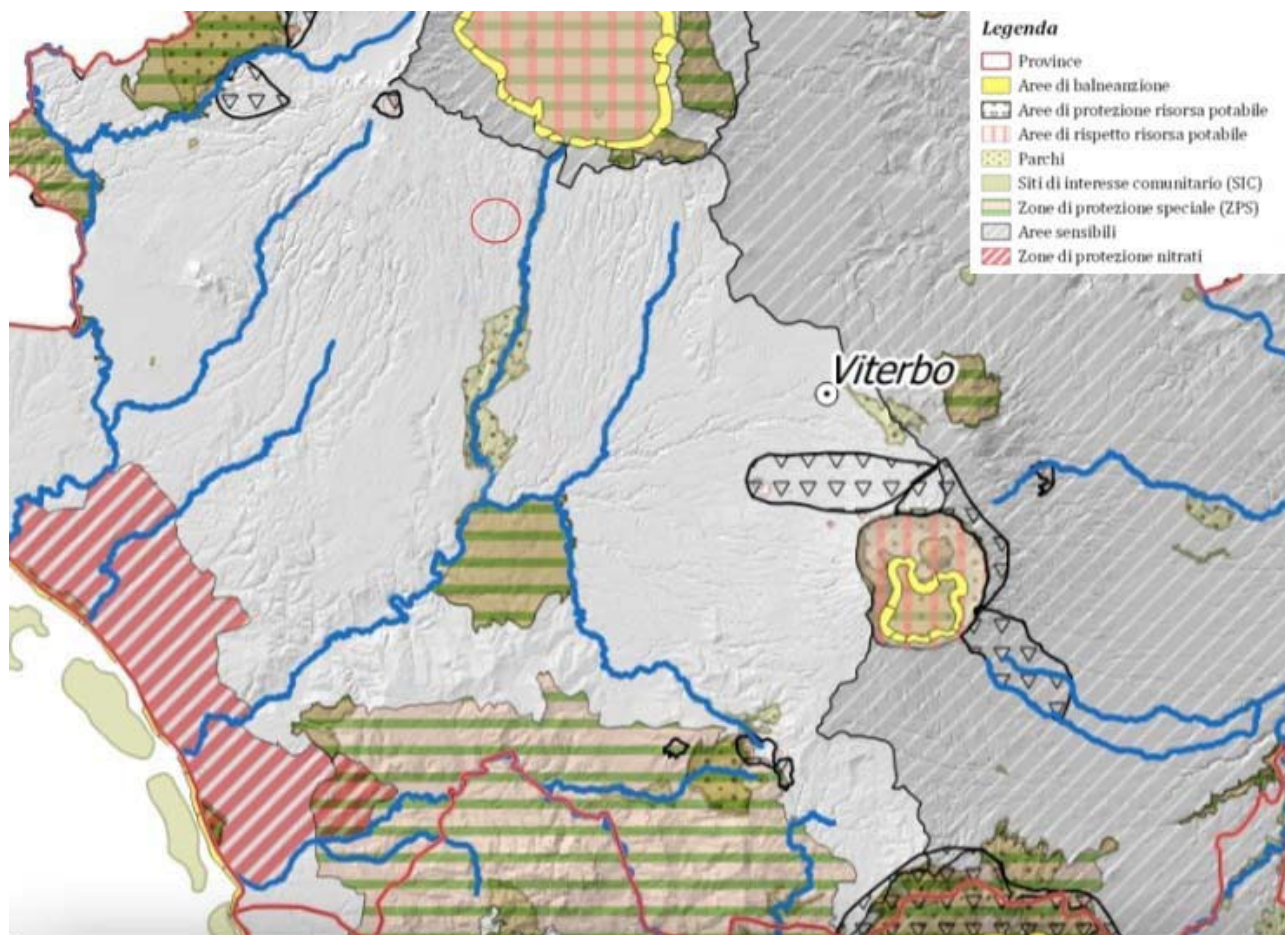 Legenda
Province
Aree di balneanzione
Aree di protezione risorsa potabile
Aree di rispetto risorsa potabile
Parchi
Siti di interesse comunitario (SIC)
Zone di protezione speciale (ZPS)
Aree sensibili
Zone di protezione nitrati
Viterbo